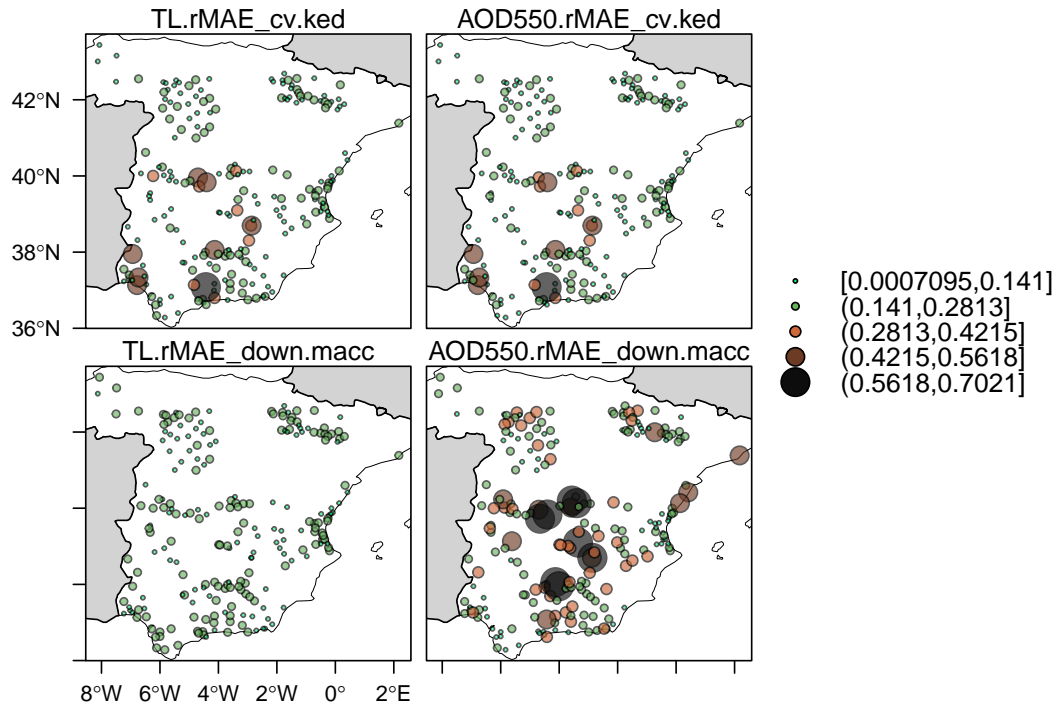 TL.rMAE_cv.ked
AOD550.rMAE_cv.ked
42°N
40°N
38°N
36°N
TL.rMAE_down.macc
AOD550.rMAE_down.macc
8°W 6°W 4°W 2°W 0° 2°E
[0.0007095,0.141]
(0.141,0.2813]
(0.2813,0.4215]
(0.4215,0.5618]
(0.5618,0.7021]